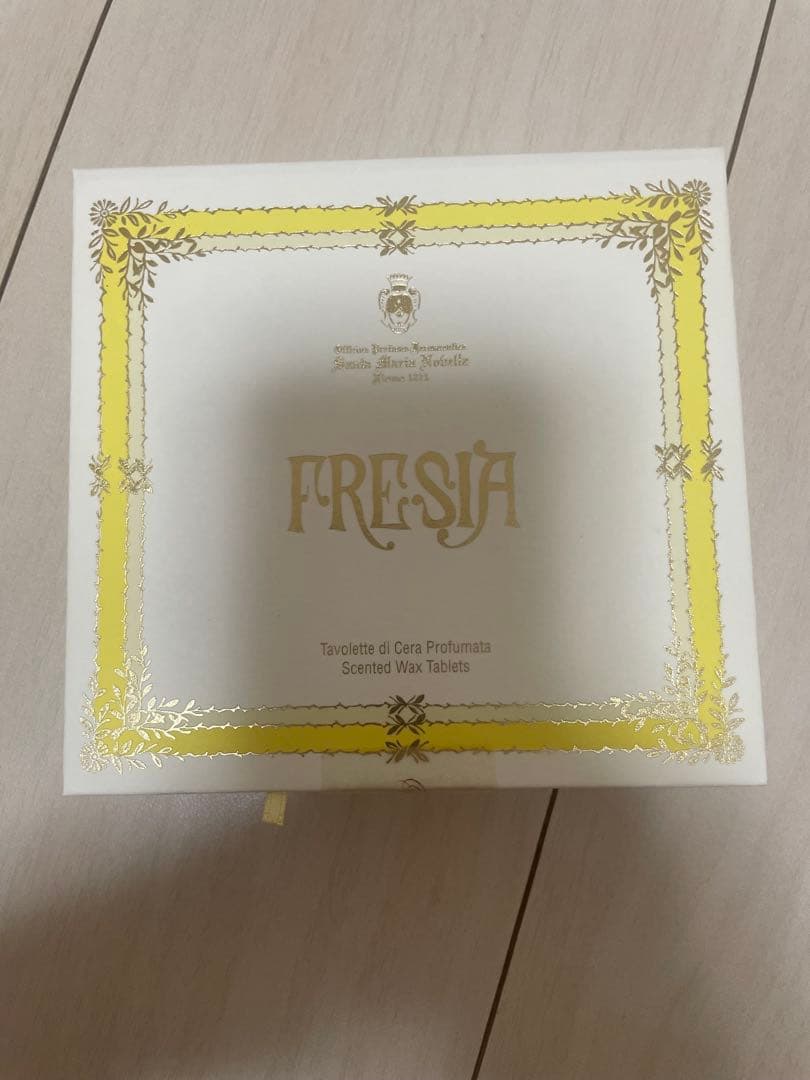 Officina Profumo Farmaceutica
Santa Maria Novella
Firenze 1221
FRESIA
Tavolette di Cera Profumata
Scented Wax Tablets